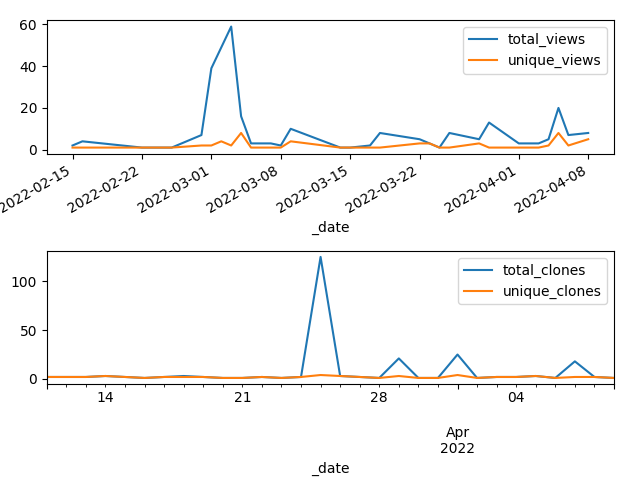 60
40
20
0
total_views
unique_views
2022-02-15
2022-02-22
2022-03-01
2022-03-08
2022-03-15
2022-03-22
2022-04-01
2022-04-08
_date
100
50
0
total_clones
unique_clones
14
21
28
04
Apr
2022
_date